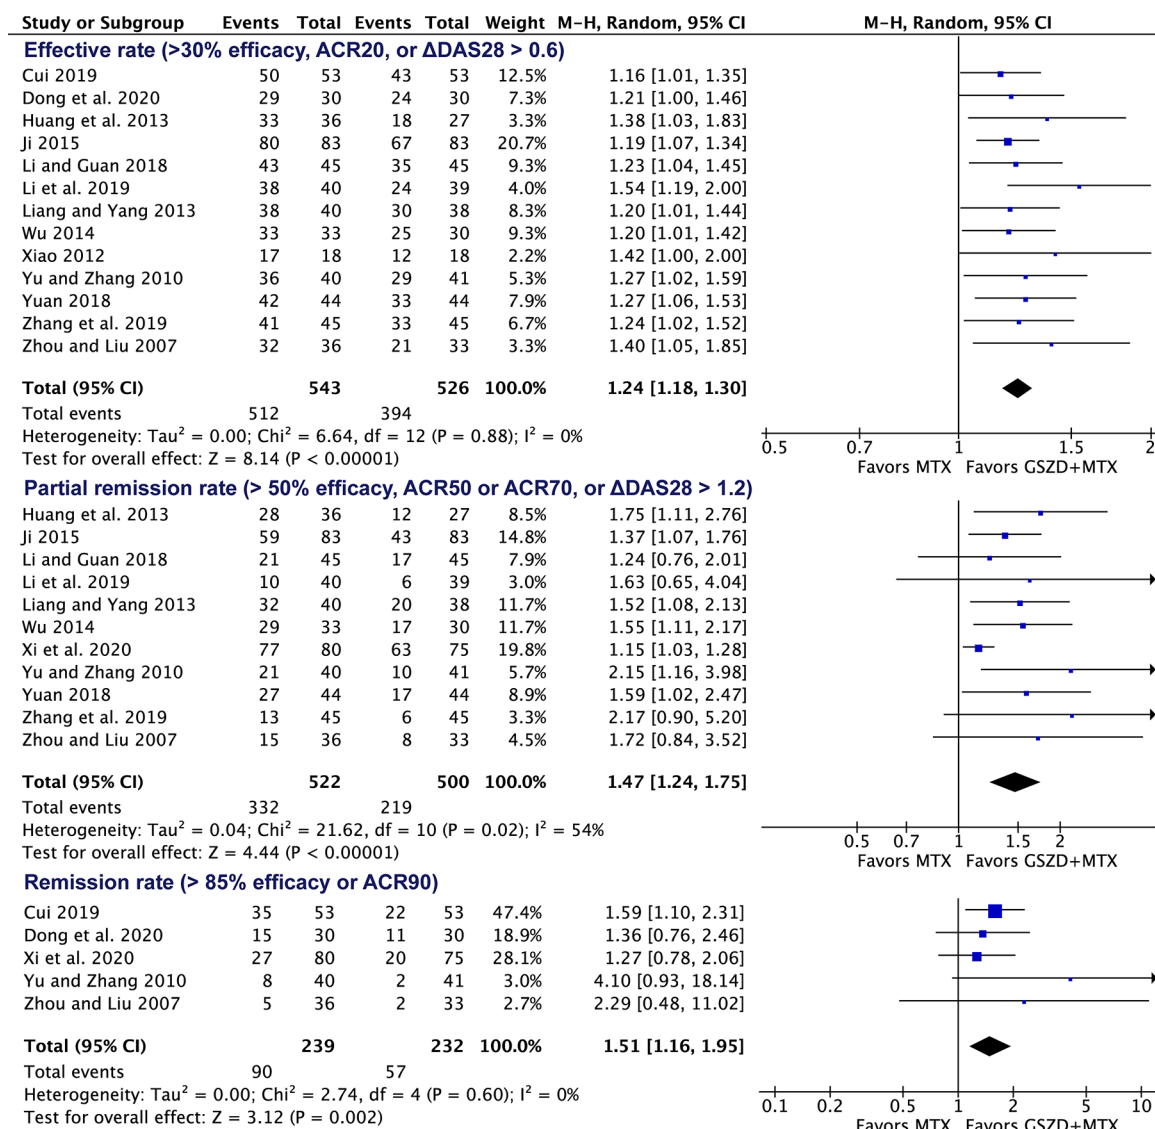 Study or Subgroup Events Total Events Total Weight M-H, Random, 95% CI M-H, Random, 95% CI
Effective rate (>30% efficacy, ACR20, or ΔDAS28 > 0.6)
Cui 2019 50 53 43 53 12.5% 1.16 [1.01, 1.35]
Dong et al. 2020 29 30 24 30 7.3% 1.21 [1.00, 1.46]
Huang et al. 2013 33 36 18 27 3.3% 1.38 [1.03, 1.83]
Ji 2015 80 83 67 83 20.7% 1.19 [1.07, 1.34]
Li and Guan 2018 43 45 35 45 9.3% 1.23 [1.04, 1.45]
Li et al. 2019 38 40 24 39 4.0% 1.54 [1.19, 2.00]
Liang and Yang 2013 38 40 30 38 8.3% 1.20 [1.01, 1.44]
Wu 2014 33 33 25 30 9.3% 1.20 [1.01, 1.42]
Xiao 2012 17 18 12 18 2.2% 1.42 [1.00, 2.00]
Yu and Zhang 2010 36 40 29 41 5.3% 1.27 [1.02, 1.59]
Yuan 2018 42 44 33 44 7.9% 1.27 [1.06, 1.53]
Zhang et al. 2019 41 45 33 45 6.7% 1.24 [1.02, 1.52]
Zhou and Liu 2007 32 36 21 33 3.3% 1.40 [1.05, 1.85]
Total (95% CI) 543 526 100.0% 1.24 [1.18, 1.30]
Total events 512 394
Heterogeneity: Tau² = 0.00; Chi² = 6.64, df = 12 (P = 0.88); I² = 0%
Test for overall effect: Z = 8.14 (P < 0.00001)
0.5 0.7 1 1.5 2
Favors MTX Favors GSZD+MTX
Partial remission rate (> 50% efficacy, ACR50 or ACR70, or ΔDAS28 > 1.2)
Huang et al. 2013 28 36 12 27 8.5% 1.75 [1.11, 2.76]
Ji 2015 59 83 43 83 14.8% 1.37 [1.07, 1.76]
Li and Guan 2018 21 45 17 45 7.9% 1.24 [0.76, 2.01]
Li et al. 2019 10 40 6 39 3.0% 1.63 [0.65, 4.04]
Liang and Yang 2013 32 40 20 38 11.7% 1.52 [1.08, 2.13]
Wu 2014 29 33 17 30 11.7% 1.55 [1.11, 2.17]
Xi et al. 2020 77 80 63 75 19.8% 1.15 [1.03, 1.28]
Yu and Zhang 2010 21 40 10 41 5.7% 2.15 [1.16, 3.98]
Yuan 2018 27 44 17 44 8.9% 1.59 [1.02, 2.47]
Zhang et al. 2019 13 45 6 45 3.3% 2.17 [0.90, 5.20]
Zhou and Liu 2007 15 36 8 33 4.5% 1.72 [0.84, 3.52]
Total (95% CI) 522 500 100.0% 1.47 [1.24, 1.75]
Total events 332 219
Heterogeneity: Tau² = 0.04; Chi² = 21.62, df = 10 (P = 0.02); I² = 54%
Test for overall effect: Z = 4.44 (P < 0.00001)
0.5 0.7 1 1.5 2
Favors MTX Favors GSZD+MTX
Remission rate (> 85% efficacy or ACR90)
Cui 2019 35 53 22 53 47.4% 1.59 [1.10, 2.31]
Dong et al. 2020 15 30 11 30 18.9% 1.36 [0.76, 2.46]
Xi et al. 2020 27 80 20 75 28.1% 1.27 [0.78, 2.06]
Yu and Zhang 2010 8 40 2 41 3.0% 4.10 [0.93, 18.14]
Zhou and Liu 2007 5 36 2 33 2.7% 2.29 [0.48, 11.02]
Total (95% CI) 239 232 100.0% 1.51 [1.16, 1.95]
Total events 90 57
Heterogeneity: Tau² = 0.00; Chi² = 2.74, df = 4 (P = 0.60); I² = 0%
Test for overall effect: Z = 3.12 (P = 0.002)
0.1 0.2 0.5 1 2 5 10
Favors MTX Favors GSZD+MTX